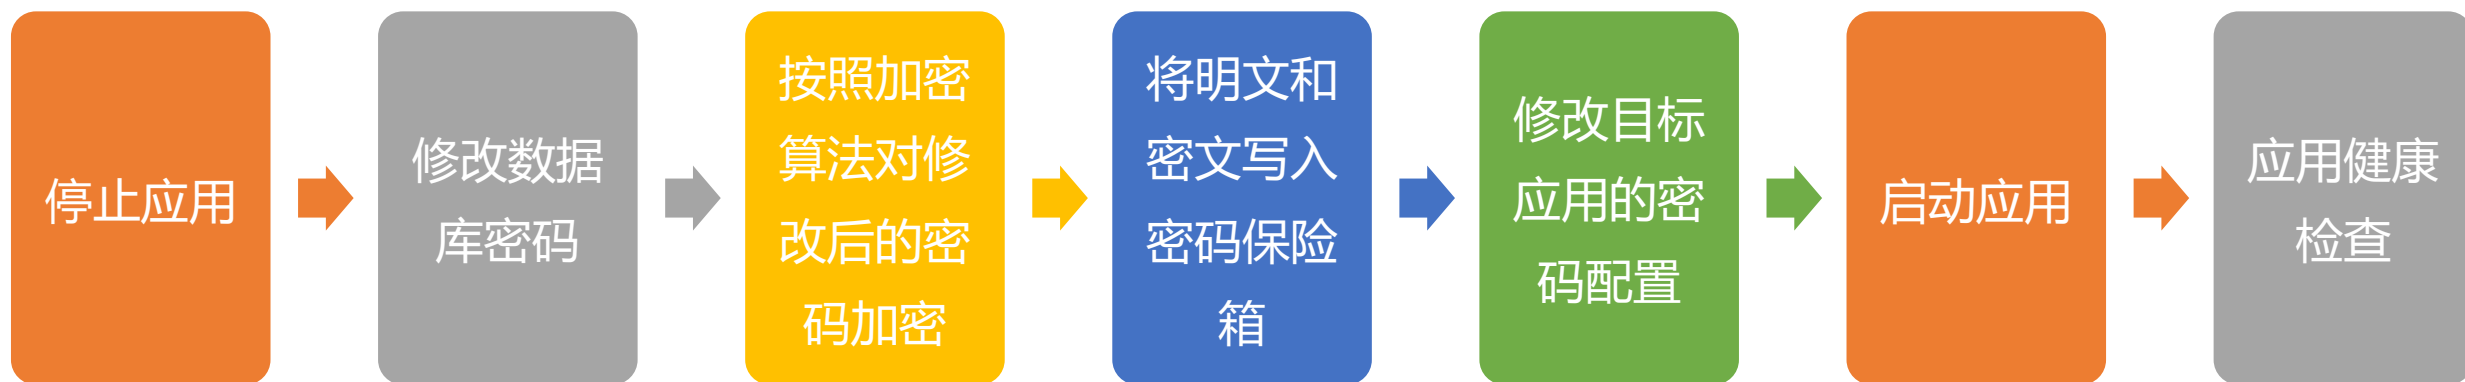 停止应用
修改数据
库密码
按照加密
算法对修
改后的密
码加密
将明文和
密文写入
密码保险
箱
修改目标
应用的密
码配置
启动应用
应用健康
检查